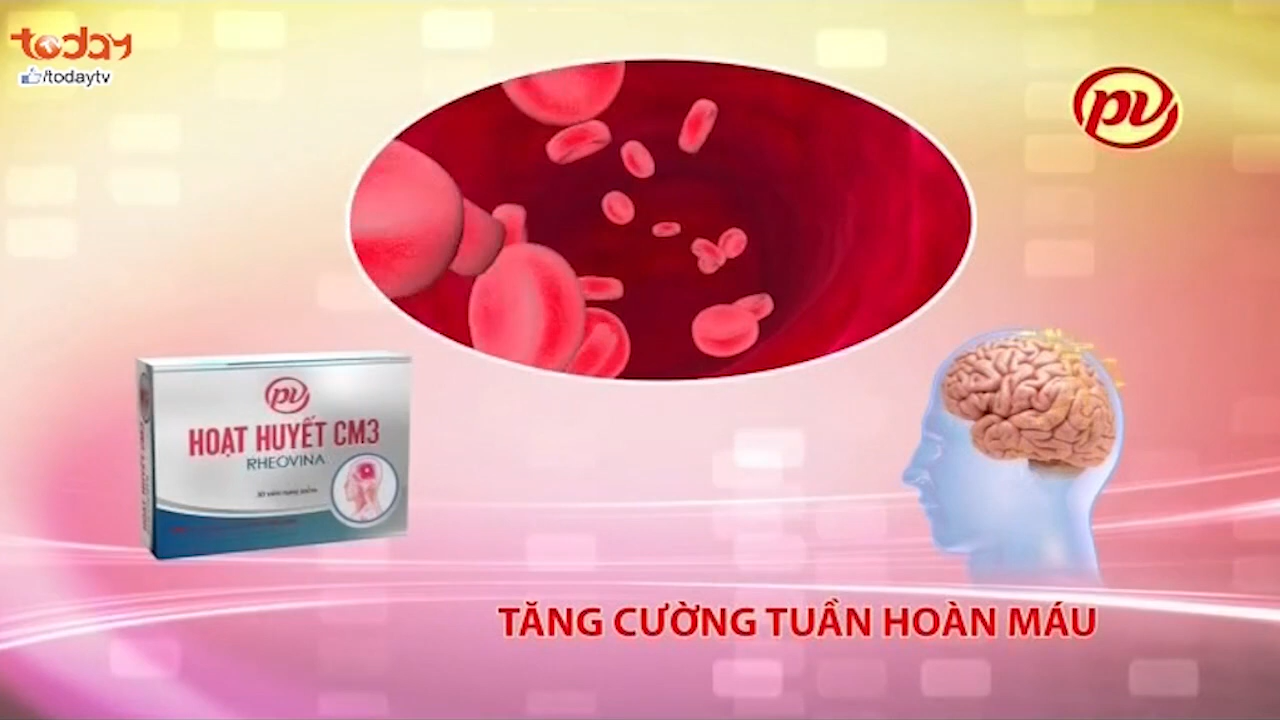 today
/todaytv
pv
pv
HOẠT HUYẾT CM3
RHEOVINA
TĂNG CƯỜNG TUẦN HOÀN MÁU